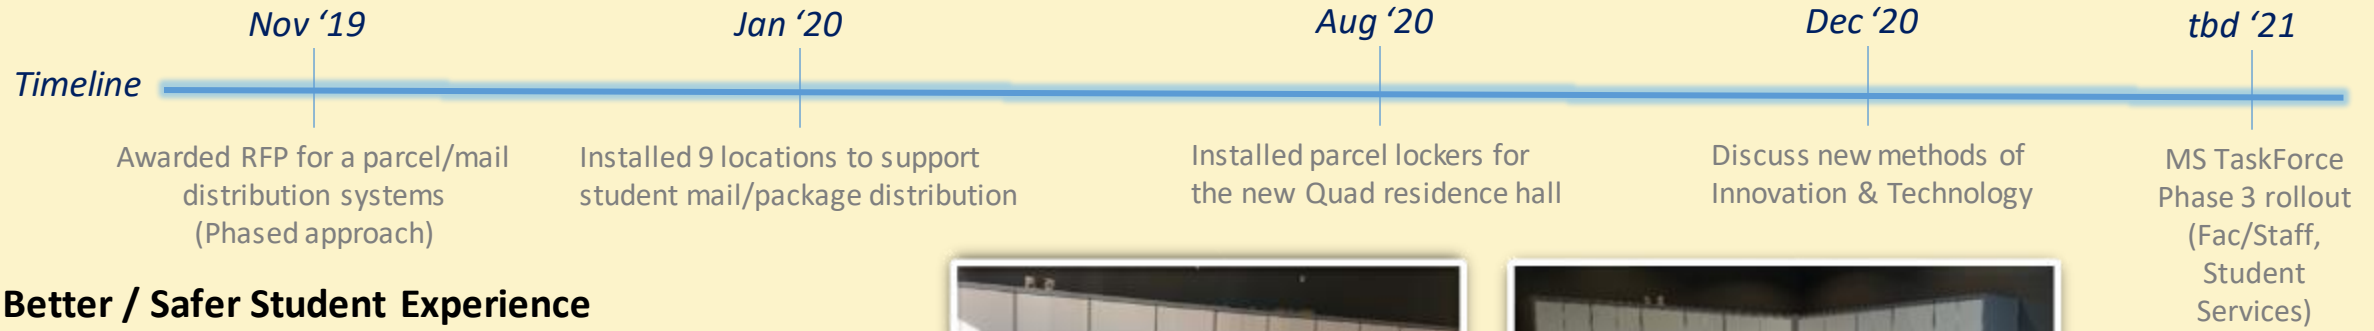 Nov ‘19
Jan ‘20
Aug ‘20
Dec ‘20
tbd ‘21
Timeline
Awarded RFP for a parcel/mail
distribution systems
(Phased approach)
Installed 9 locations to support
student mail/package distribution
Installed parcel lockers for
the new Quad residence hall
Discuss new methods of
Innovation & Technology
MS TaskForce
Phase 3 rollout
(Fac/Staff,
Student
Services)
Better / Safer Student Experience